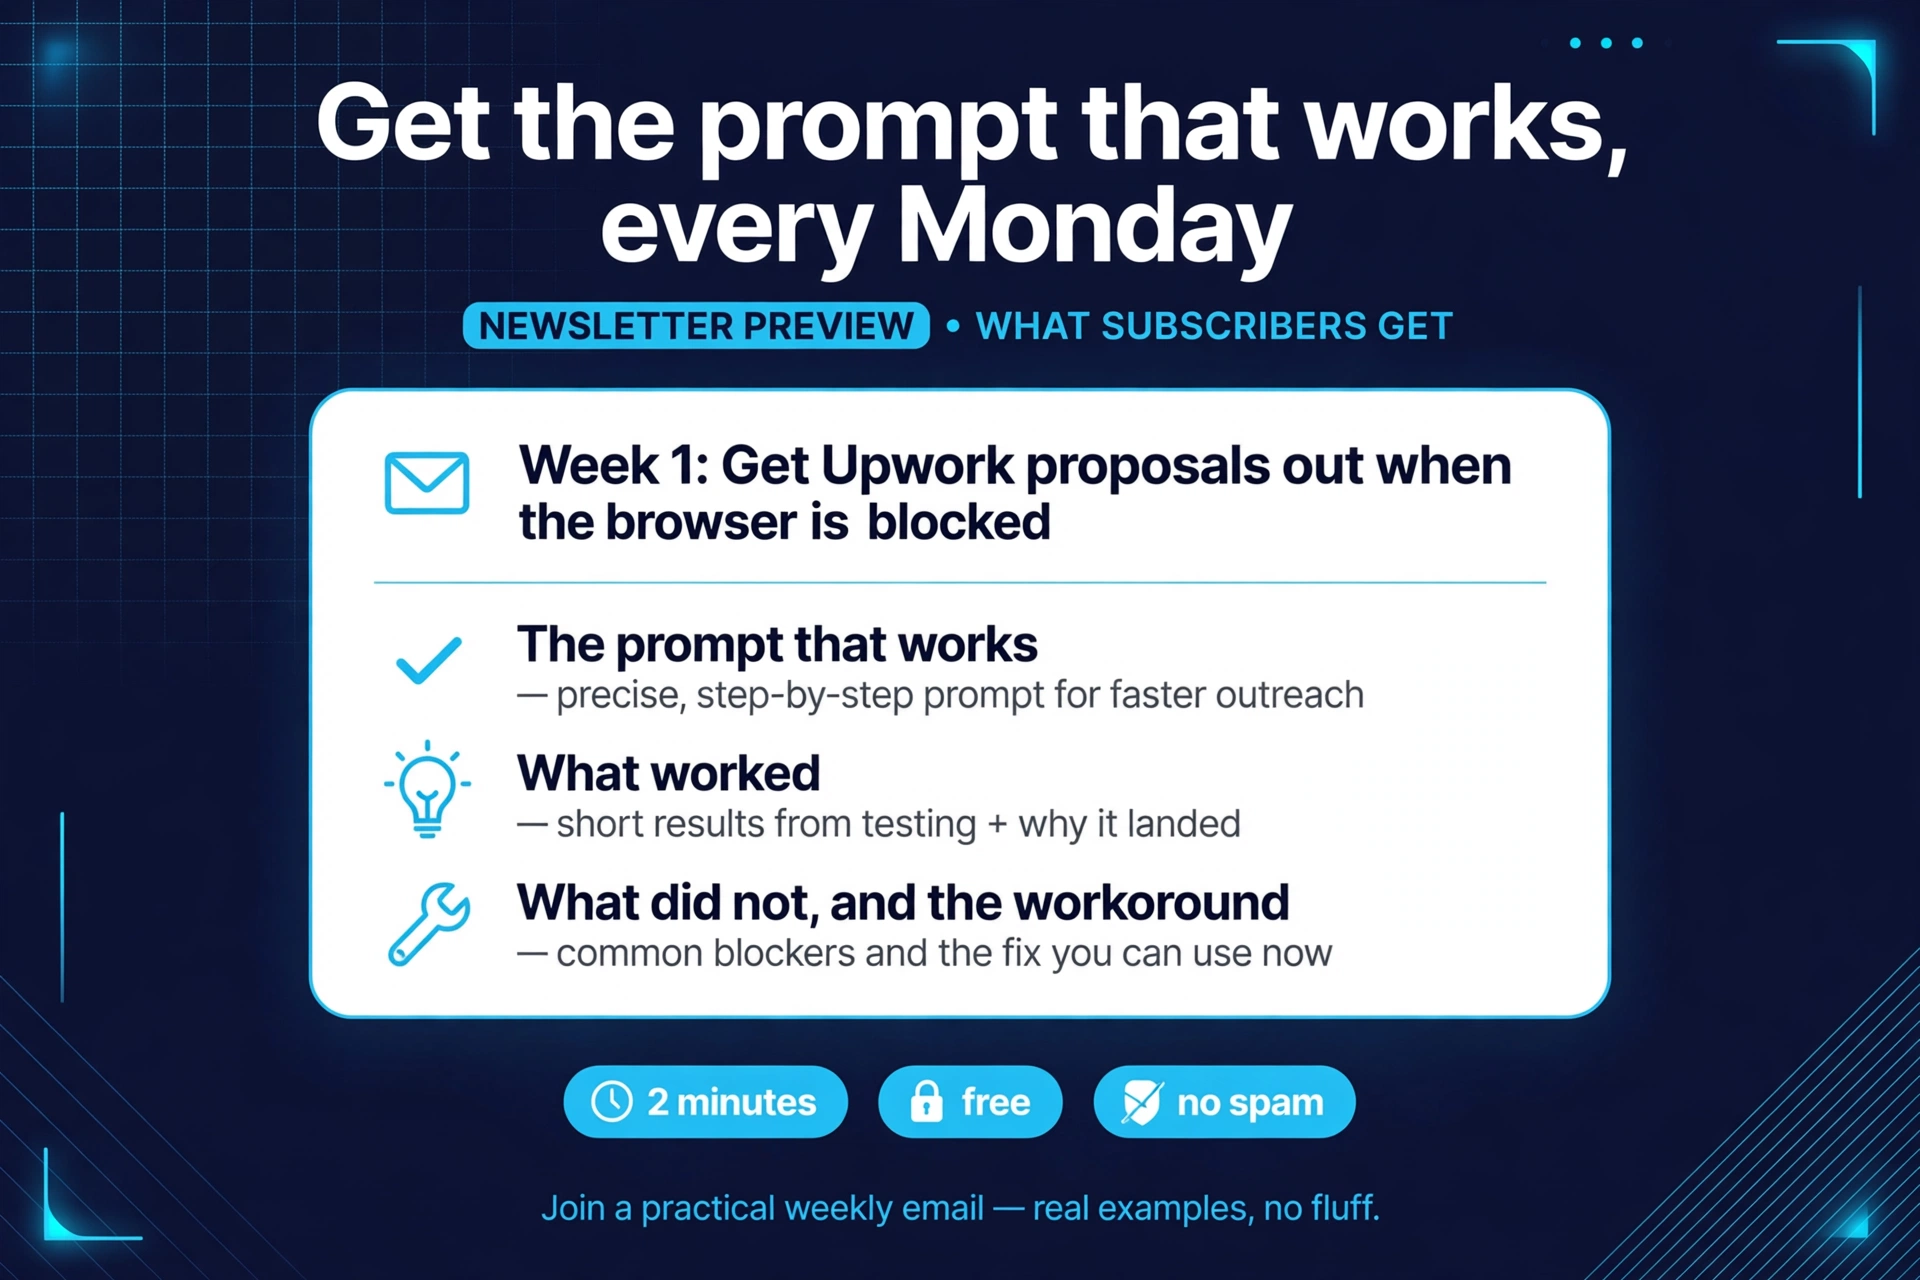 Get the prompt that works,
every Monday
NEWSLETTER PREVIEW • WHAT SUBSCRIBERS GET
Week 1: Get Upwork proposals out when
the browser is blocked
The prompt that works
— precise, step-by-step prompt for faster outreach
What worked
— short results from testing + why it landed
What did not, and the workoround
— common blockers and the fix you can use now
2 minutes
free
no spam
Join a practical weekly email — real examples, no fluff.